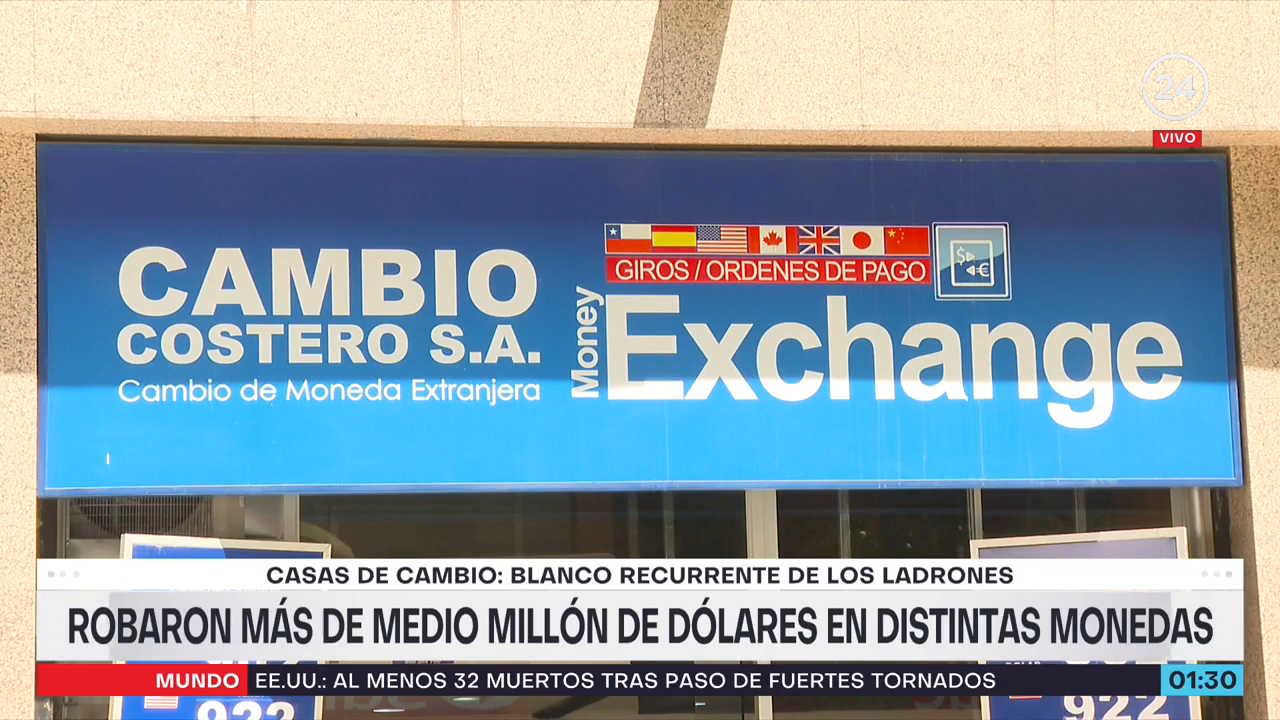 24
VIVO
CAMBIO
COSTERO S.A.
Cambio de Moneda Extranjera
GIROS / ORDENES DE PAGO
$
€
Money
Exchange
CASAS DE CAMBIO: BLANCO RECURRENTE DE LOS LADRONES
ROBARON MÁS DE MEDIO MILLÓN DE DÓLARES EN DISTINTAS MONEDAS
MUNDO
EE.UU.: AL MENOS 32 MUERTOS TRAS PASO DE FUERTES TORNADOS
01:30
922
922